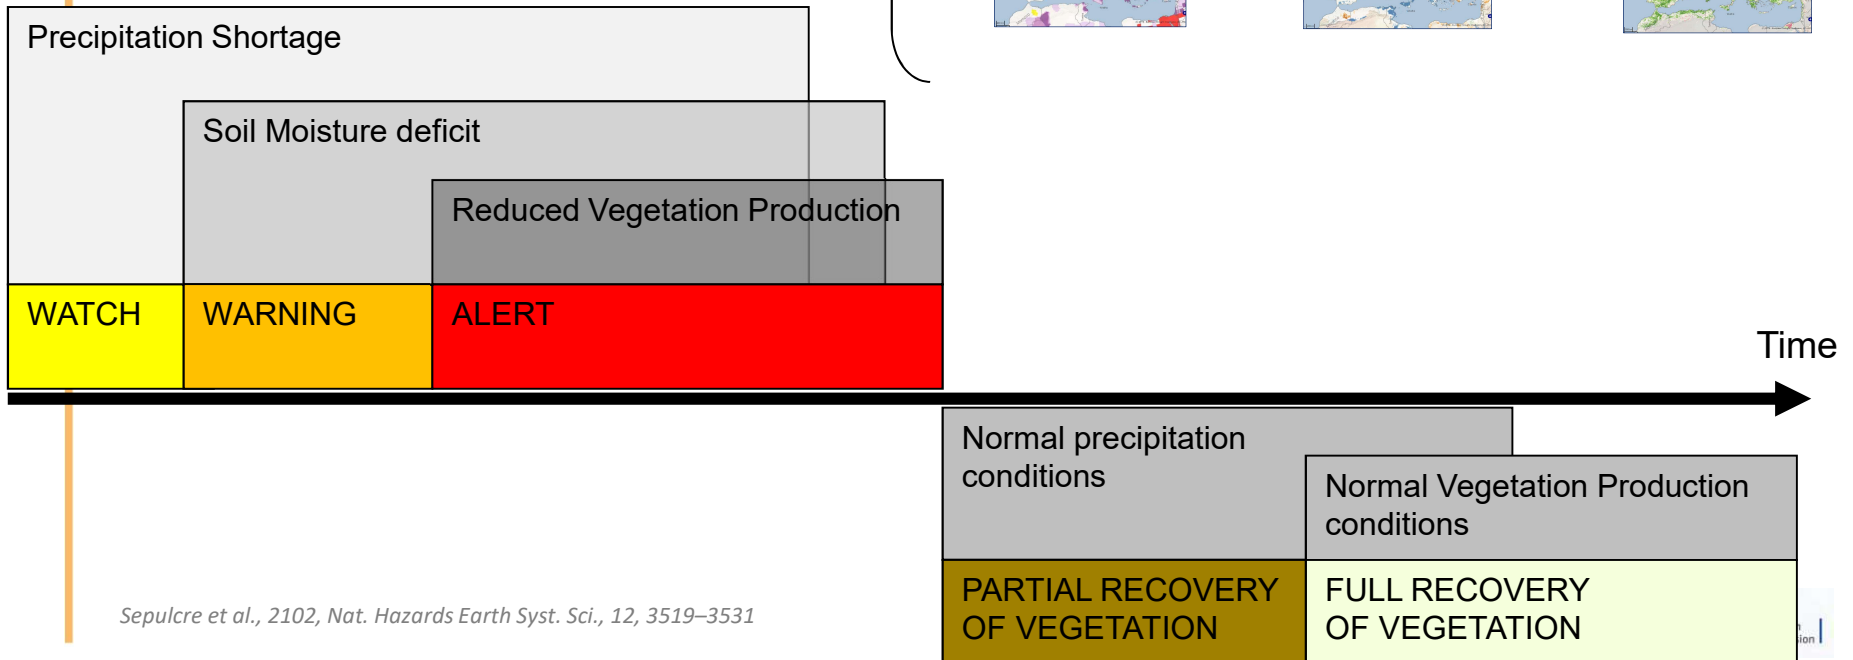 Precipitation Shortage
Soil Moisture deficit
Reduced Vegetation Production
WATCH
WARNING
ALERT
Time
Normal precipitation
conditions
Normal Vegetation Production
conditions
PARTIAL RECOVERY
OF VEGETATION
FULL RECOVERY
OF VEGETATION
Sepulcre et al., 2102, Nat. Hazards Earth Syst. Sci., 12, 3519–3531